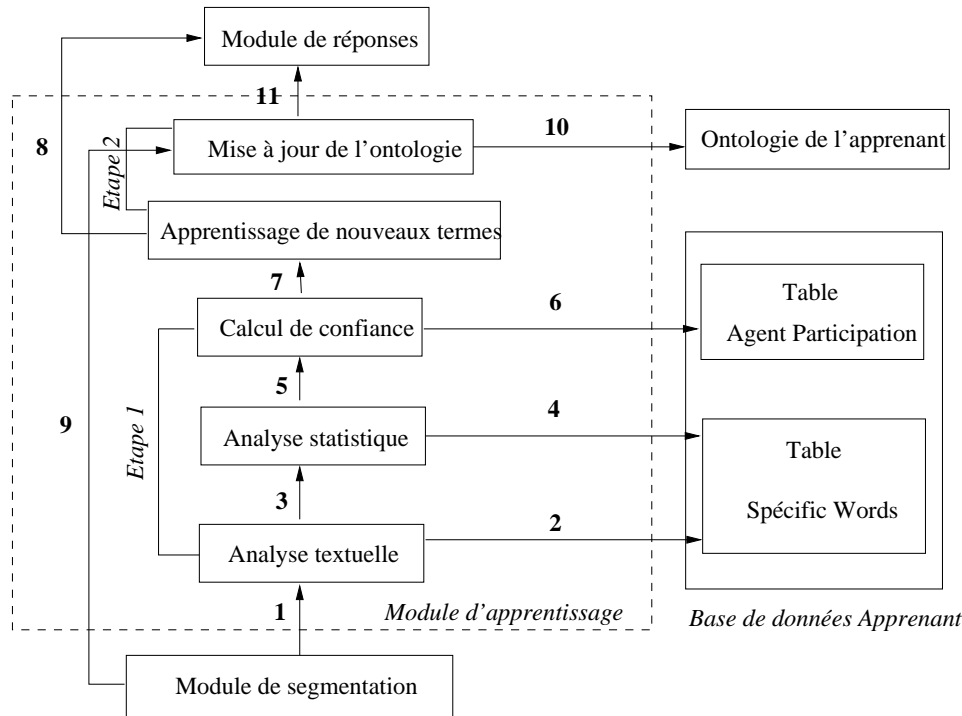 Module de réponses
11
10
8
Etape 2
Mise à jour de l'ontologie
Ontologie de l'apprenant
Apprentissage de nouveaux termes
7
6
Table
Agent Participation
Calcul de confiance
5
4
9
Etape 1
Analyse statistique
Table
Spécific Words
3
2
Analyse textuelle
1
Module d'apprentissage
Base de données Apprenant
Module de segmentation